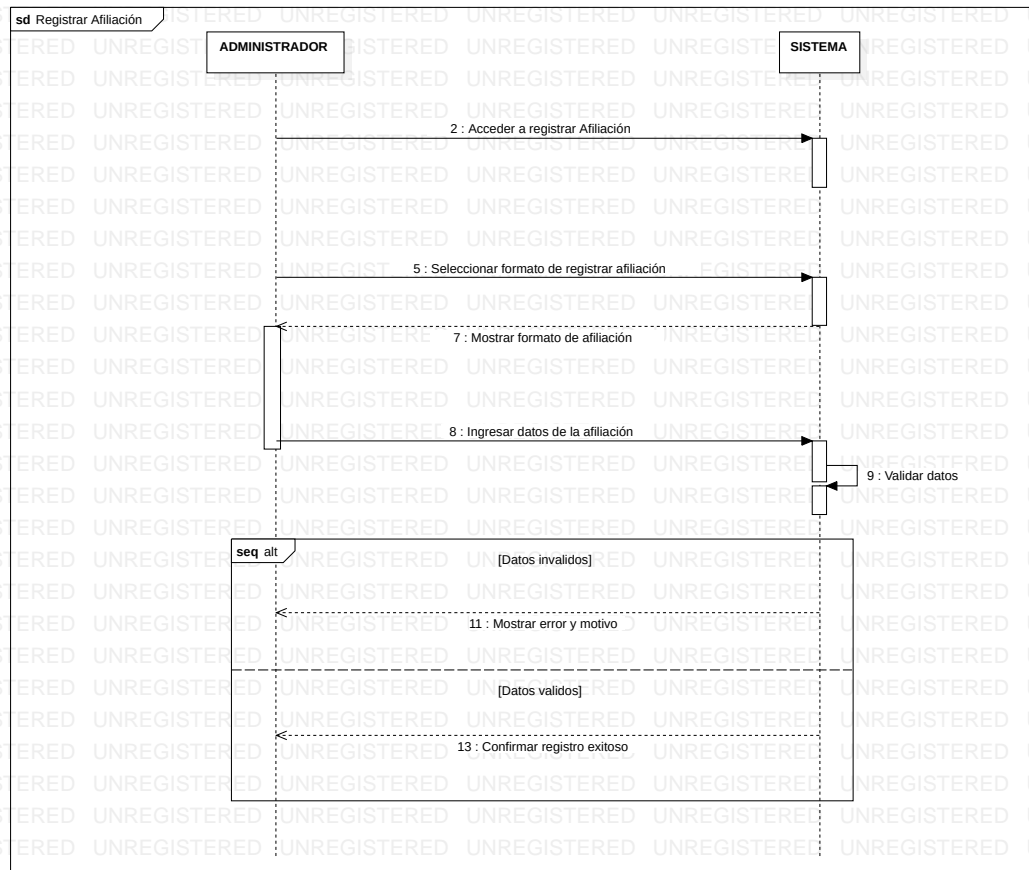 sd Registrar Afiliación
ADMINISTRADOR
SISTEMA
2 : Acceder a registrar Afiliación
5 : Seleccionar formato de registrar afiliación
7 : Mostrar formato de afiliación
8 : Ingresar datos de la afiliación
9 : Validar datos
seq alt
[Datos invalidos]
11 : Mostrar error y motivo
[Datos validos]
13 : Confirmar registro exitoso
UNREGISTERED